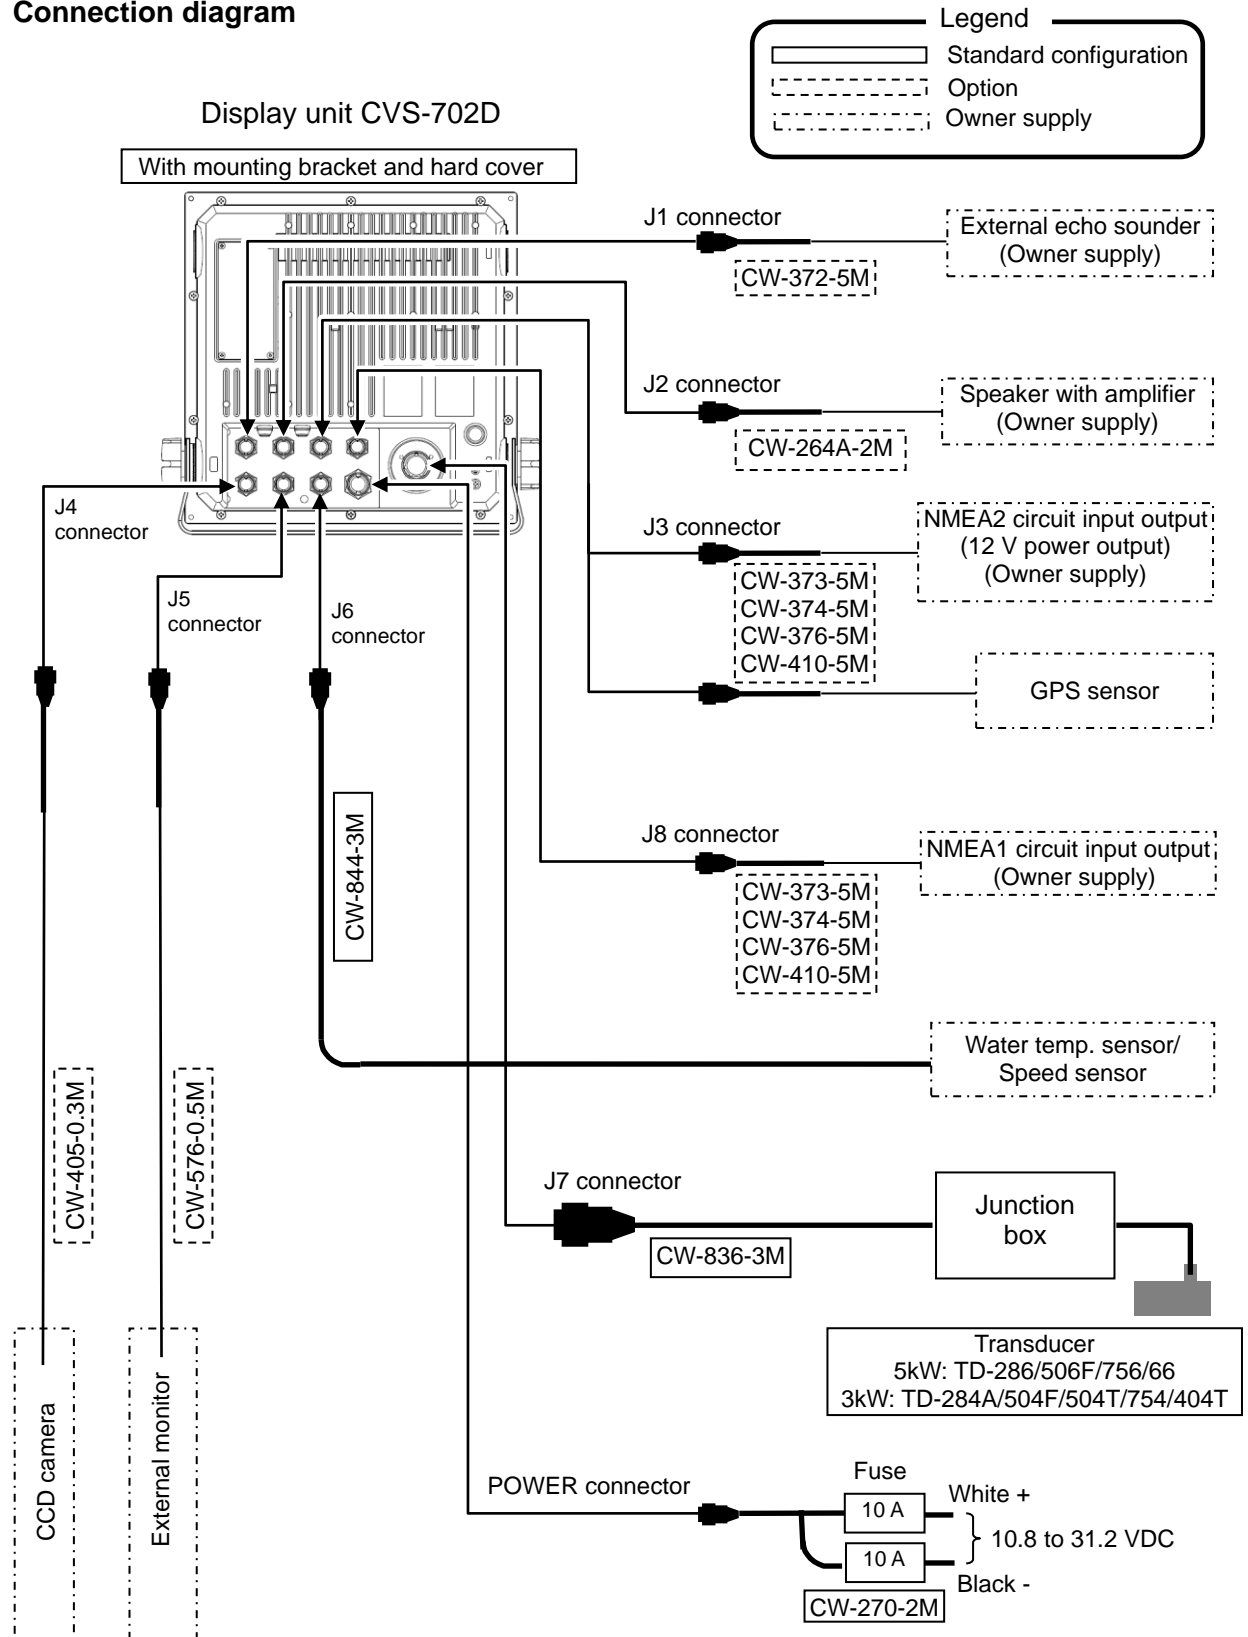 Connection diagram
Legend
Standard configuration
Option
Owner supply
Display unit CVS-702D
With mounting bracket and hard cover
J1 connector
CW-372-5M
External echo sounder
(Owner supply)
J2 connector
CW-264A-2M
Speaker with amplifier
(Owner supply)
J3 connector
CW-373-5M
CW-374-5M
CW-376-5M
CW-410-5M
NMEA2 circuit input output
(12 V power output)
(Owner supply)
GPS sensor
J4
connector
J5
connector
J6
connector
CW-844-3M
J8 connector
CW-373-5M
CW-374-5M
CW-376-5M
CW-410-5M
NMEA1 circuit input output
(Owner supply)
Water temp. sensor/
Speed sensor
CW-405-0.3M
CW-576-0.5M
J7 connector
CW-836-3M
Junction
box
Transducer
5kW: TD-286/506F/756/66
3kW: TD-284A/504F/504T/754/404T
CCD camera
External monitor
POWER connector
Fuse
10 A
10 A
White +
10.8 to 31.2 VDC
Black -
CW-270-2M